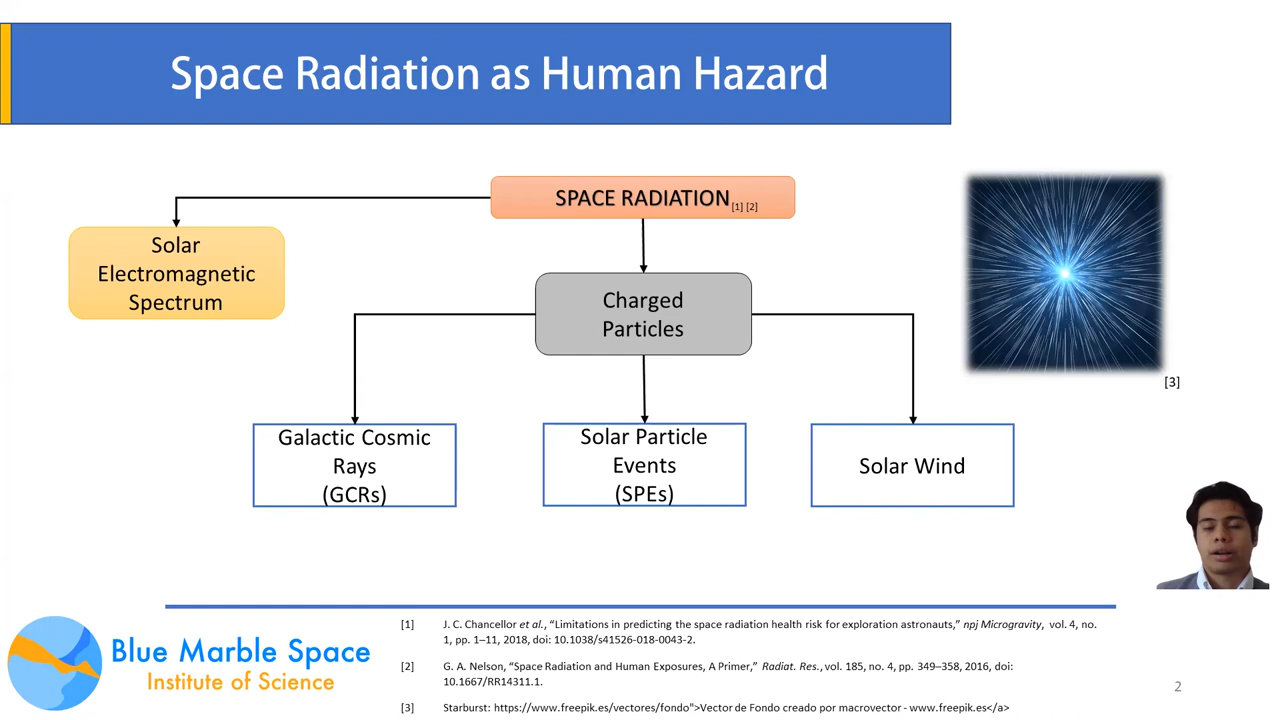 Space Radiation as Human Hazard
SPACE RADIATION[1] [2]
Solar
Electromagnetic
Spectrum
Charged
Particles
[3]
Galactic Cosmic
Rays
(GCRs)
Solar Particle
Events
(SPEs)
Solar Wind
Blue Marble Space
Institute of Science
[1] J. C. Chancellor et al., “Limitations in predicting the space radiation health risk for exploration astronauts,” npj Microgravity, vol. 4, no.
1, pp. 1–11, 2018, doi: 10.1038/s41526-018-0043-2.
[2] G. A. Nelson, “Space Radiation and Human Exposures, A Primer,” Radiat. Res., vol. 185, no. 4, pp. 349–358, 2016, doi:
10.1667/RR14311.1.
[3] Starburst: https://www.freepik.es/vectores/fondo">Vector de Fondo creado por macrovector - www.freepik.es</a>
2